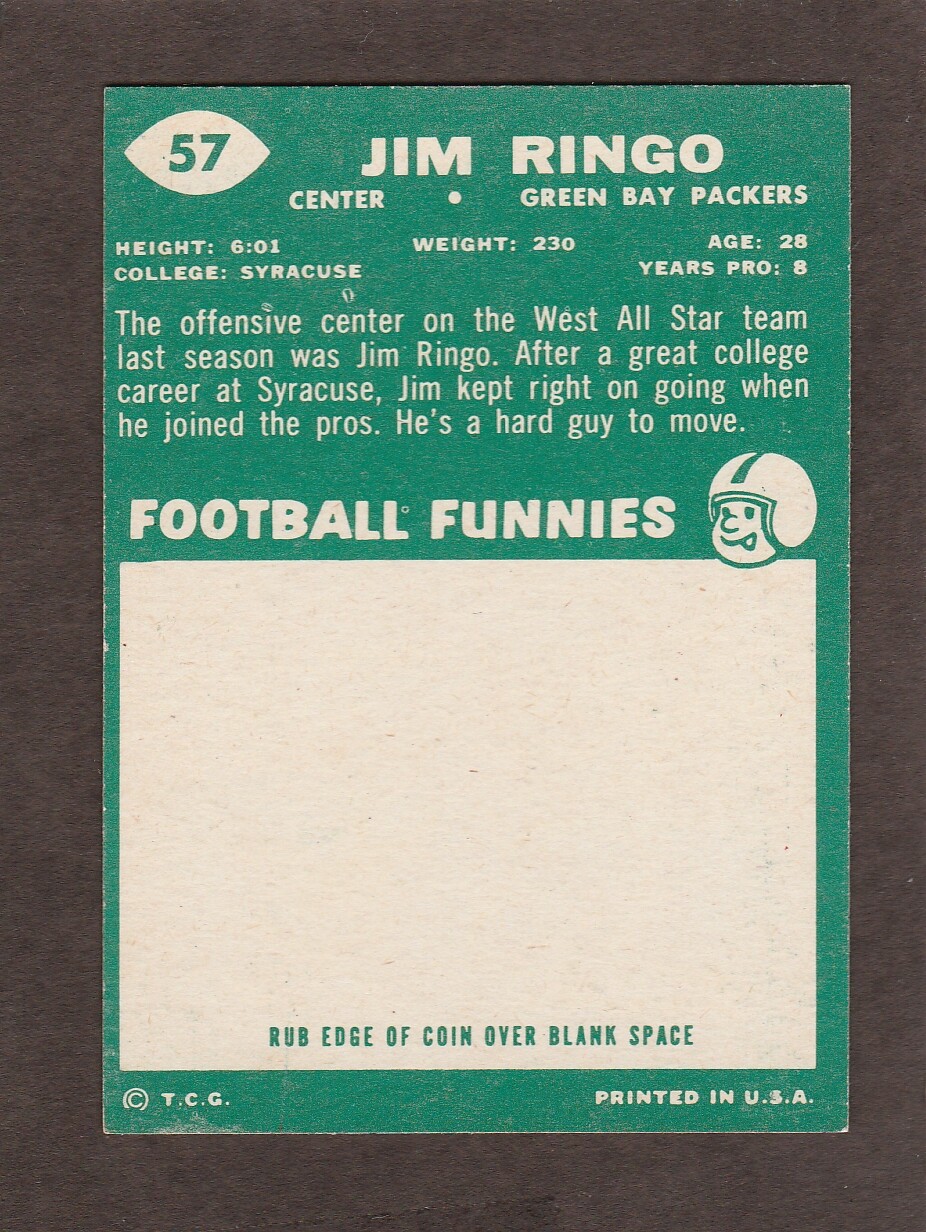 57
JIM RINGO
CENTER • GREEN BAY PACKERS
HEIGHT: 6:01 WEIGHT: 230 AGE: 28
COLLEGE: SYRACUSE YEARS PRO: 8
The offensive center on the West All Star team
last season was Jim Ringo. After a great college
career at Syracuse, Jim kept right on going when
he joined the pros. He's a hard guy to move.
FOOTBALL FUNNIES
RUB EDGE OF COIN OVER BLANK SPACE
© T.C.G. PRINTED IN U.S.A.